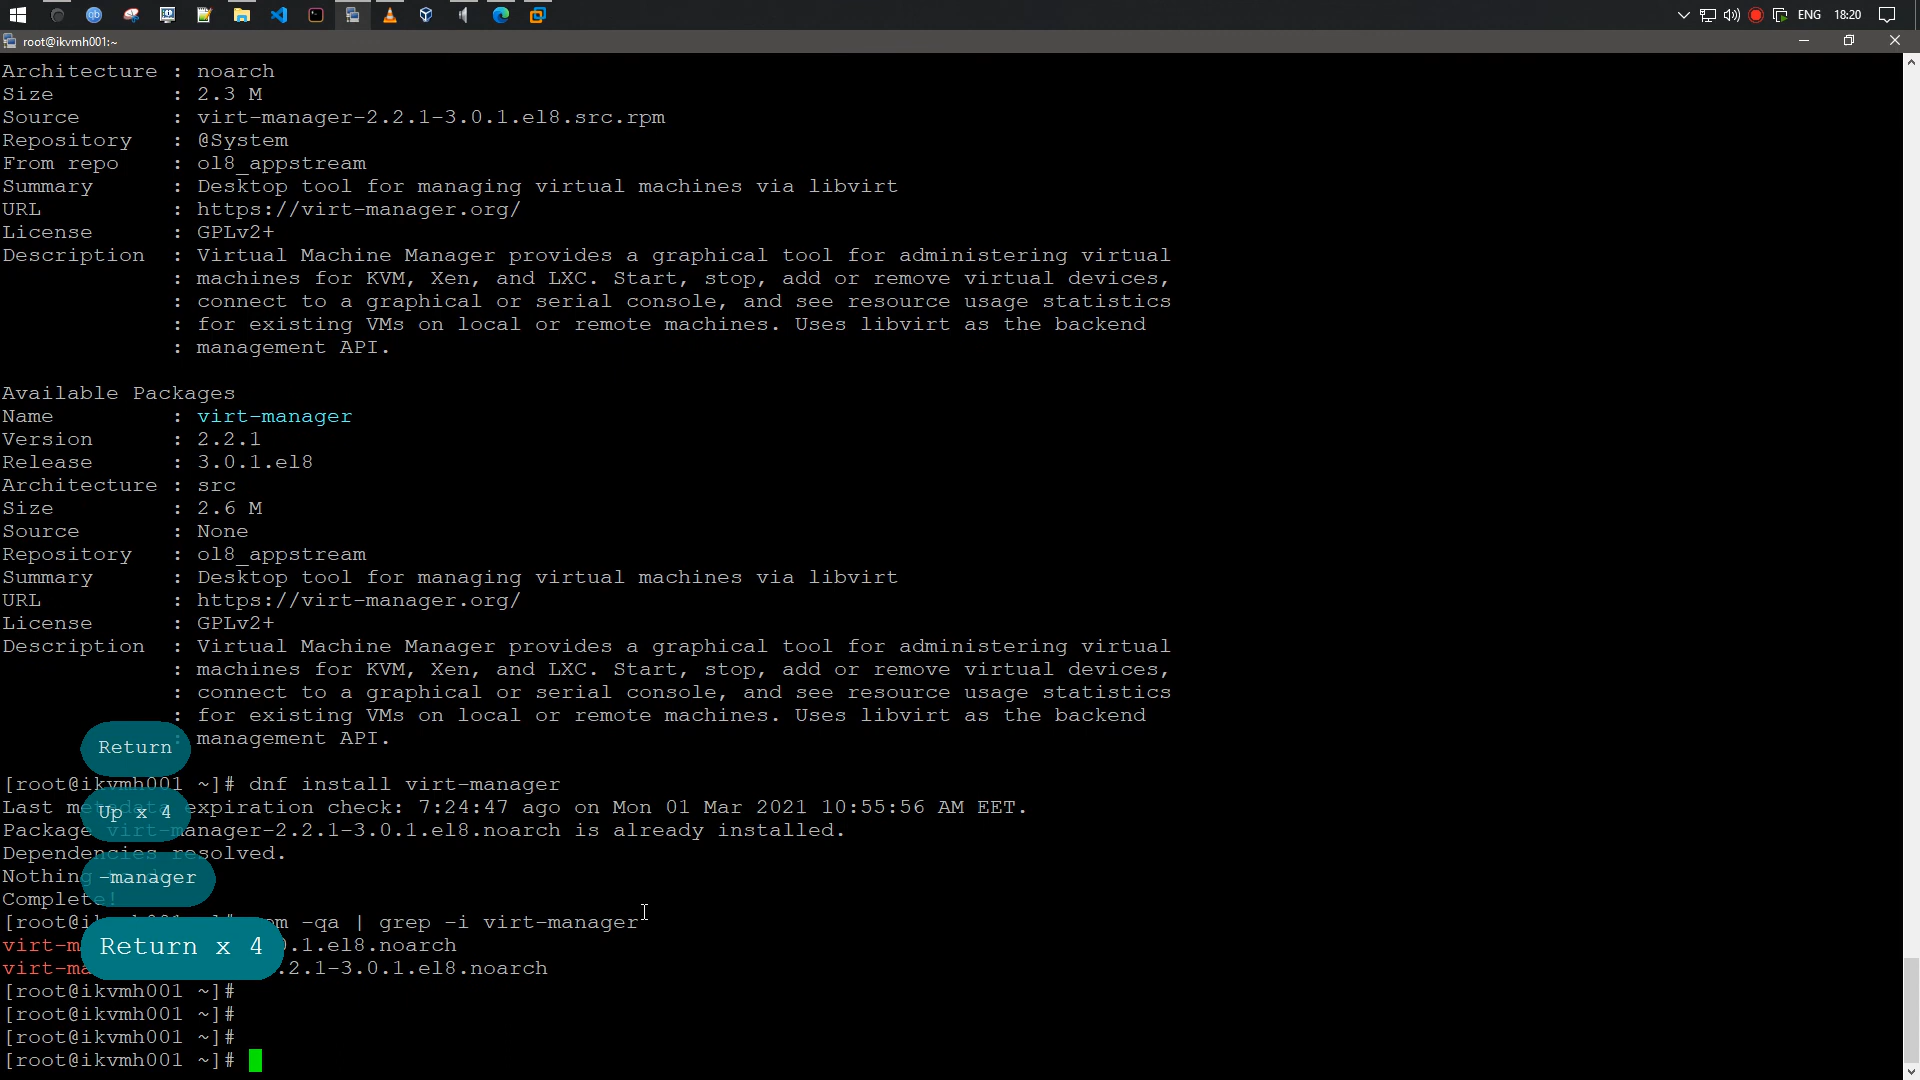 ENG 18:20
root@ikvmh001:~
Architecture : noarch
Size : 2.3 M
Source : virt-manager-2.2.1-3.0.1.el8.src.rpm
Repository : @System
From repo : ol8_appstream
Summary : Desktop tool for managing virtual machines via libvirt
URL : https://virt-manager.org/
License : GPLv2+
Description : Virtual Machine Manager provides a graphical tool for administering virtual
: machines for KVM, Xen, and LXC. Start, stop, add or remove virtual devices,
: connect to a graphical or serial console, and see resource usage statistics
: for existing VMs on local or remote machines. Uses libvirt as the backend
: management API.
Available Packages
Name : virt-manager
Version : 2.2.1
Release : 3.0.1.el8
Architecture : src
Size : 2.6 M
Source : None
Repository : ol8_appstream
Summary : Desktop tool for managing virtual machines via libvirt
URL : https://virt-manager.org/
License : GPLv2+
Description : Virtual Machine Manager provides a graphical tool for administering virtual
: machines for KVM, Xen, and LXC. Start, stop, add or remove virtual devices,
: connect to a graphical or serial console, and see resource usage statistics
: for existing VMs on local or remote machines. Uses libvirt as the backend
: management API.
Return
[root@ikvmh001 ~]# dnf install virt-manager
Last metadata expiration check: 7:24:47 ago on Mon 01 Mar 2021 10:55:56 AM EET.
Up x 4
Package virt-manager-2.2.1-3.0.1.el8.noarch is already installed.
Dependencies resolved.
Nothing
-manager
Complete!
-qa | grep -i virt-manager
.1.el8.noarch
Return x 4
.2.1-3.0.1.el8.noarch
[root@ikvmh001 ~]#
[root@ikvmh001 ~]#
[root@ikvmh001 ~]#
[root@ikvmh001 ~]#